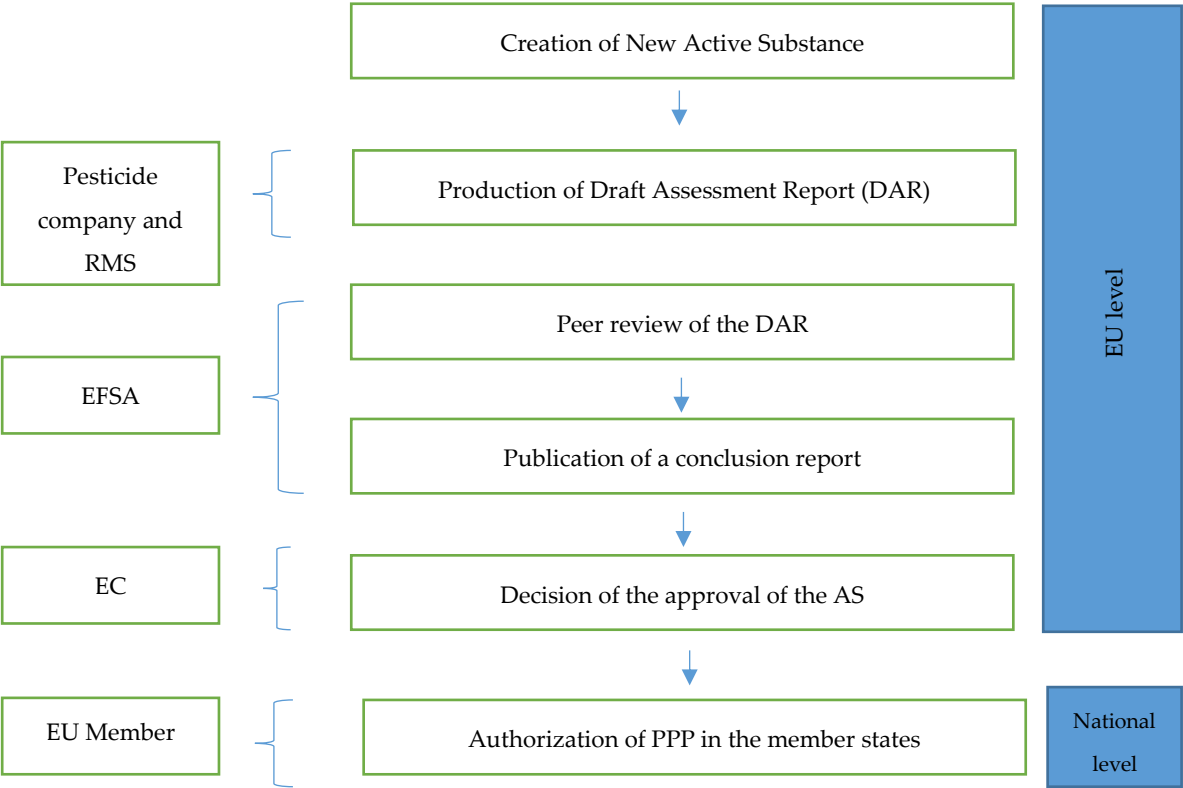 Creation of New Active Substance
Pesticide
company and
RMS
Production of Draft Assessment Report (DAR)
EFSA
Peer review of the DAR
Publication of a conclusion report
EC
Decision of the approval of the AS
EU level
EU Member
Authorization of PPP in the member states
National
level